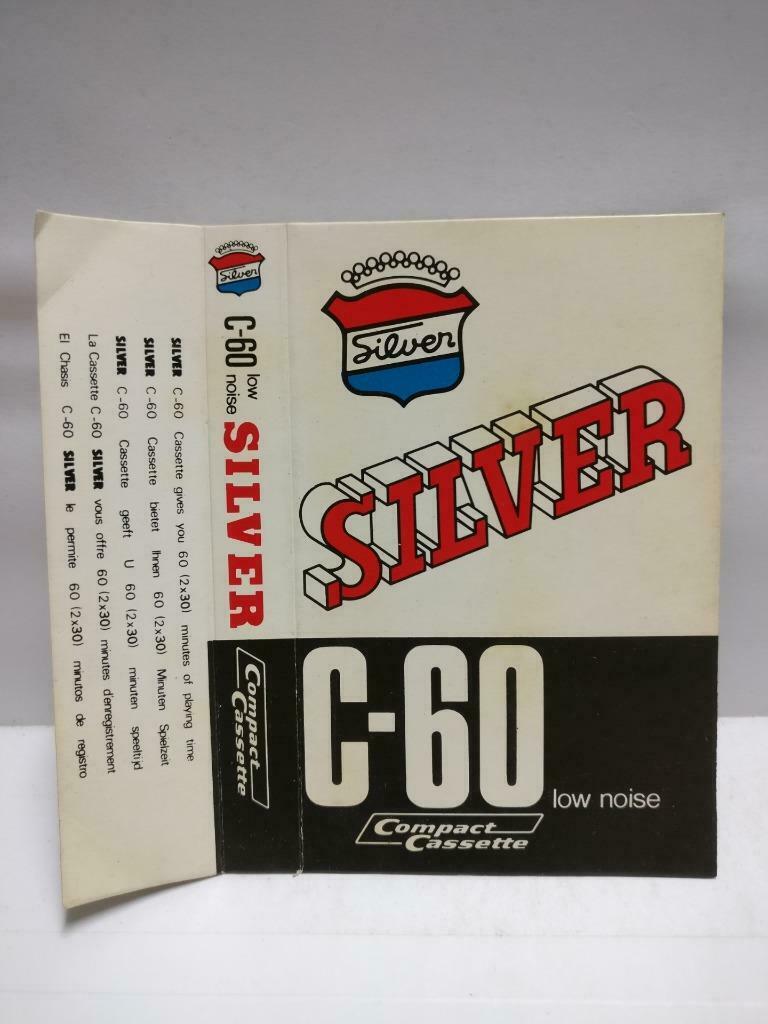 SILVER C-60 Cassette gives you 60 (2x30) minutes of playing time
SILVER C-60 Cassette bietet Ihnen 60 (2x30) Minuten Spielzeit
SILVER C-60 Cassette geeft U 60 (2x30) minuten speeltijd
La Cassette C-60 SILVER vous offre 60 (2x30) minutes d'enregistrement
El Chasis C-60 SILVER le permite 60 (2x30) minutos de registro
Silver
C-60 low noise
SILVER
Compact Cassette
Silver
SILVER
C-60
low noise
Compact
Cassette